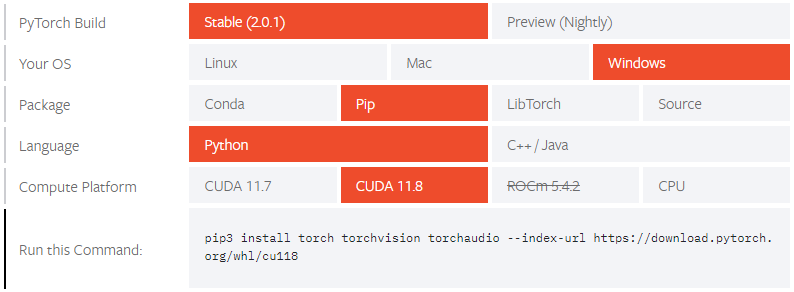 PyTorch Build
Stable (2.0.1)
Preview (Nightly)
Your OS
Linux
Mac
Windows
Package
Conda
Pip
LibTorch
Source
Language
Python
C++ / Java
Compute Platform
CUDA 11.7
CUDA 11.8
ROCm 5.4.2
CPU
Run this Command:
pip3 install torch torchvision torchaudio --index-url https://download.pytorch.
org/whl/cu118